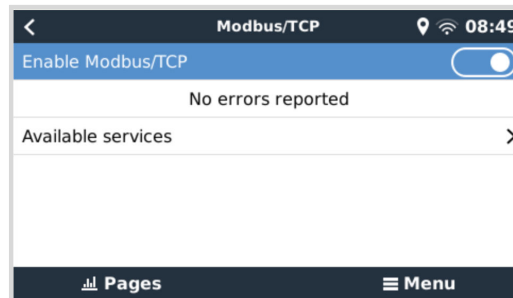 Modbus/TCP 08:49
Enable Modbus/TCP
No errors reported
Available services
Pages Menu